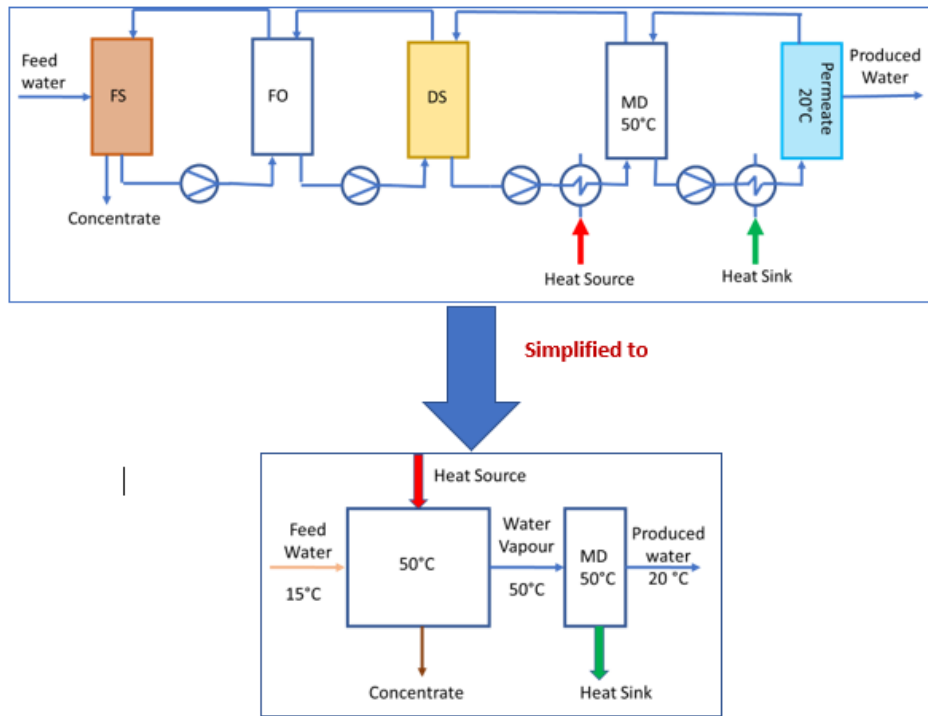 Feed
water
FS
FO
DS
MD
50°C
Permeate
20°C
Produced
Water
Concentrate
Heat Source
Heat Sink
Simplified to
Heat Source
Feed
Water
15°C
50°C
Water
Vapour
50°C
MD
50°C
Produced
water
20 °C
Concentrate
Heat Sink